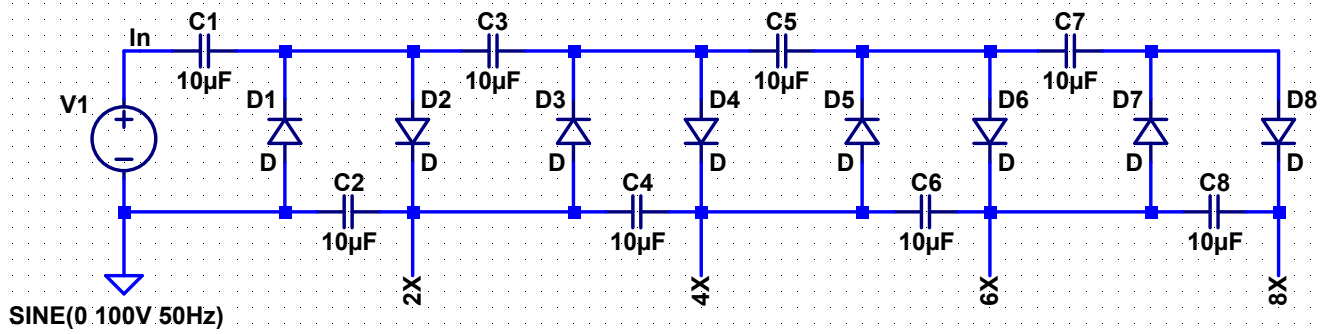 C1 C3 C5 C7
In
10µF 10µF 10µF 10µF
V1 D1 D2 D3 D4 D5 D6 D7 D8
D D D D D D D D
C2 C4 C6 C8
10µF 10µF 10µF 10µF
2X 4X 6X 8X
SINE(0 100V 50Hz)